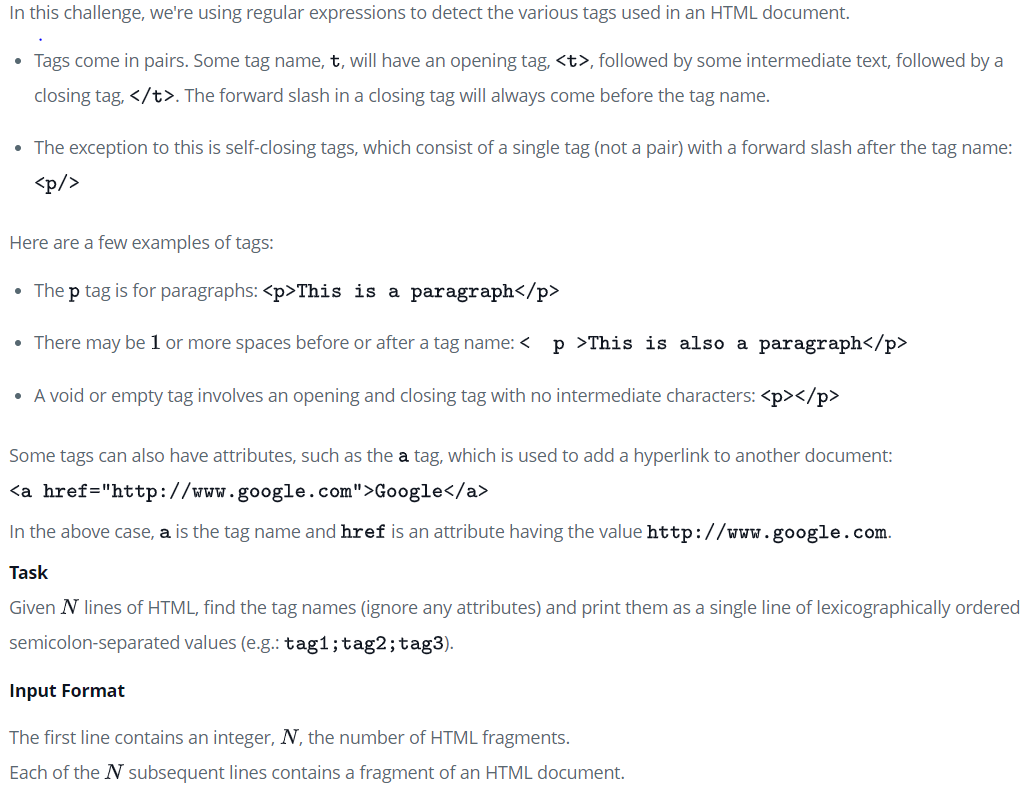 In this challenge, we're using regular expressions to detect the various tags used in an HTML document.
• Tags come in pairs. Some tag name, t, will have an opening tag, <t>, followed by some intermediate text, followed by a
closing tag, </t>. The forward slash in a closing tag will always come before the tag name.
• The exception to this is self-closing tags, which consist of a single tag (not a pair) with a forward slash after the tag name:
<p/>
Here are a few examples of tags:
• The p tag is for paragraphs: <p>This is a paragraph</p>
• There may be 1 or more spaces before or after a tag name: <  p >This is also a paragraph</p>
• A void or empty tag involves an opening and closing tag with no intermediate characters: <p></p>
Some tags can also have attributes, such as the a tag, which is used to add a hyperlink to another document:
<a href="http://www.google.com">Google</a>
In the above case, a is the tag name and href is an attribute having the value http://www.google.com.
Task
Given N lines of HTML, find the tag names (ignore any attributes) and print them as a single line of lexicographically ordered
semicolon-separated values (e.g.: tag1;tag2;tag3).
Input Format
The first line contains an integer, N, the number of HTML fragments.
Each of the N subsequent lines contains a fragment of an HTML document.